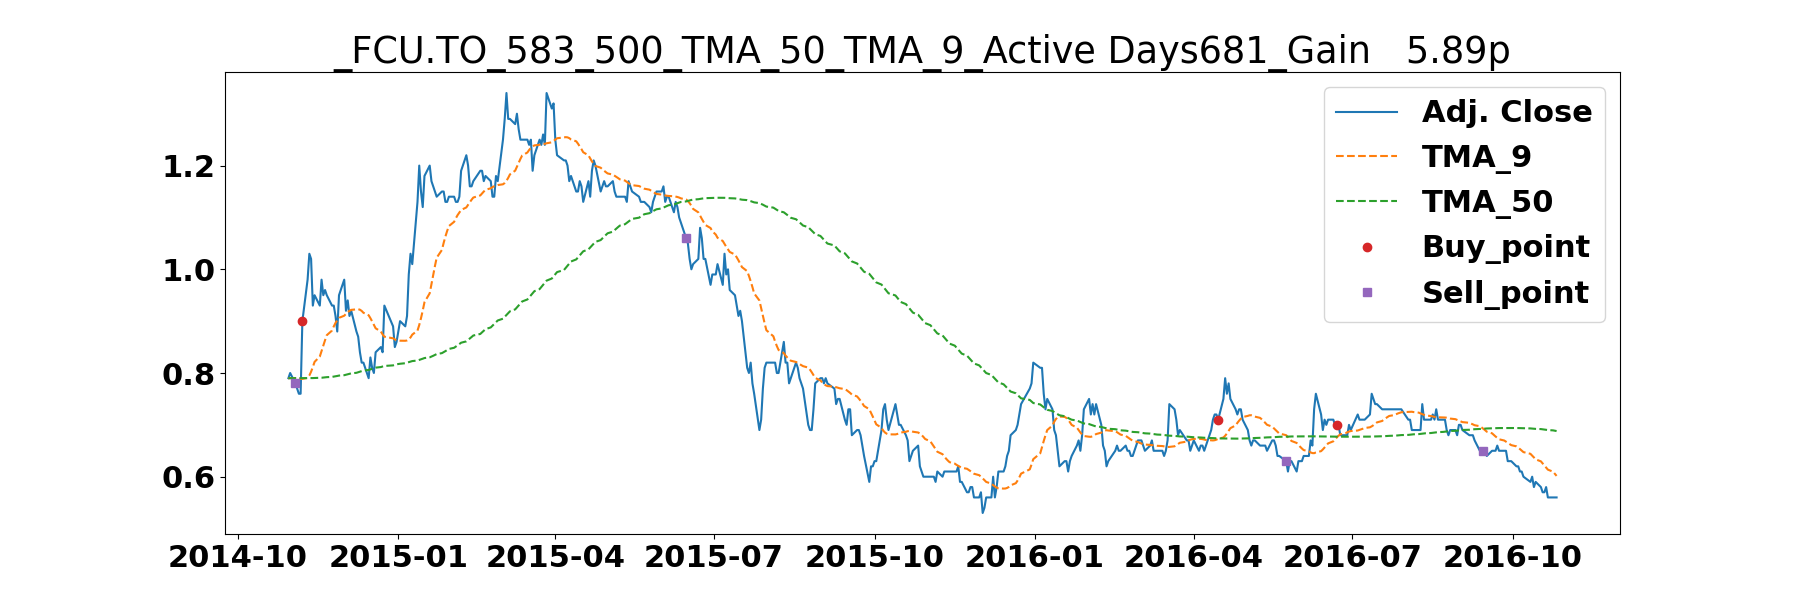 _FCU.TO_583_500_TMA_50_TMA_9_Active Days681_Gain   5.89p
Adj. Close
TMA_9
TMA_50
Buy_point
Sell_point
1.2
1.0
0.8
0.6
2014-10 2015-01 2015-04 2015-07 2015-10 2016-01 2016-04 2016-07 2016-10